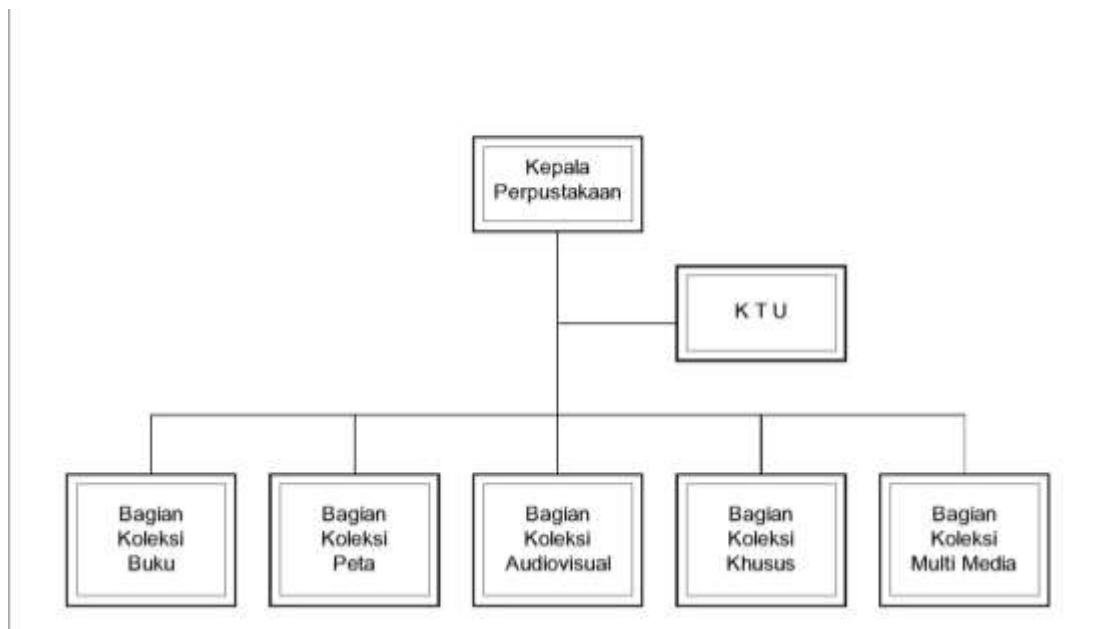 Kepala
Perpustakaan
K T U
Bagian
Koleksi
Buku
Bagian
Koleksi
Peta
Bagian
Koleksi
Audiovisual
Bagian
Koleksi
Khusus
Bagian
Koleksi
Multi Media